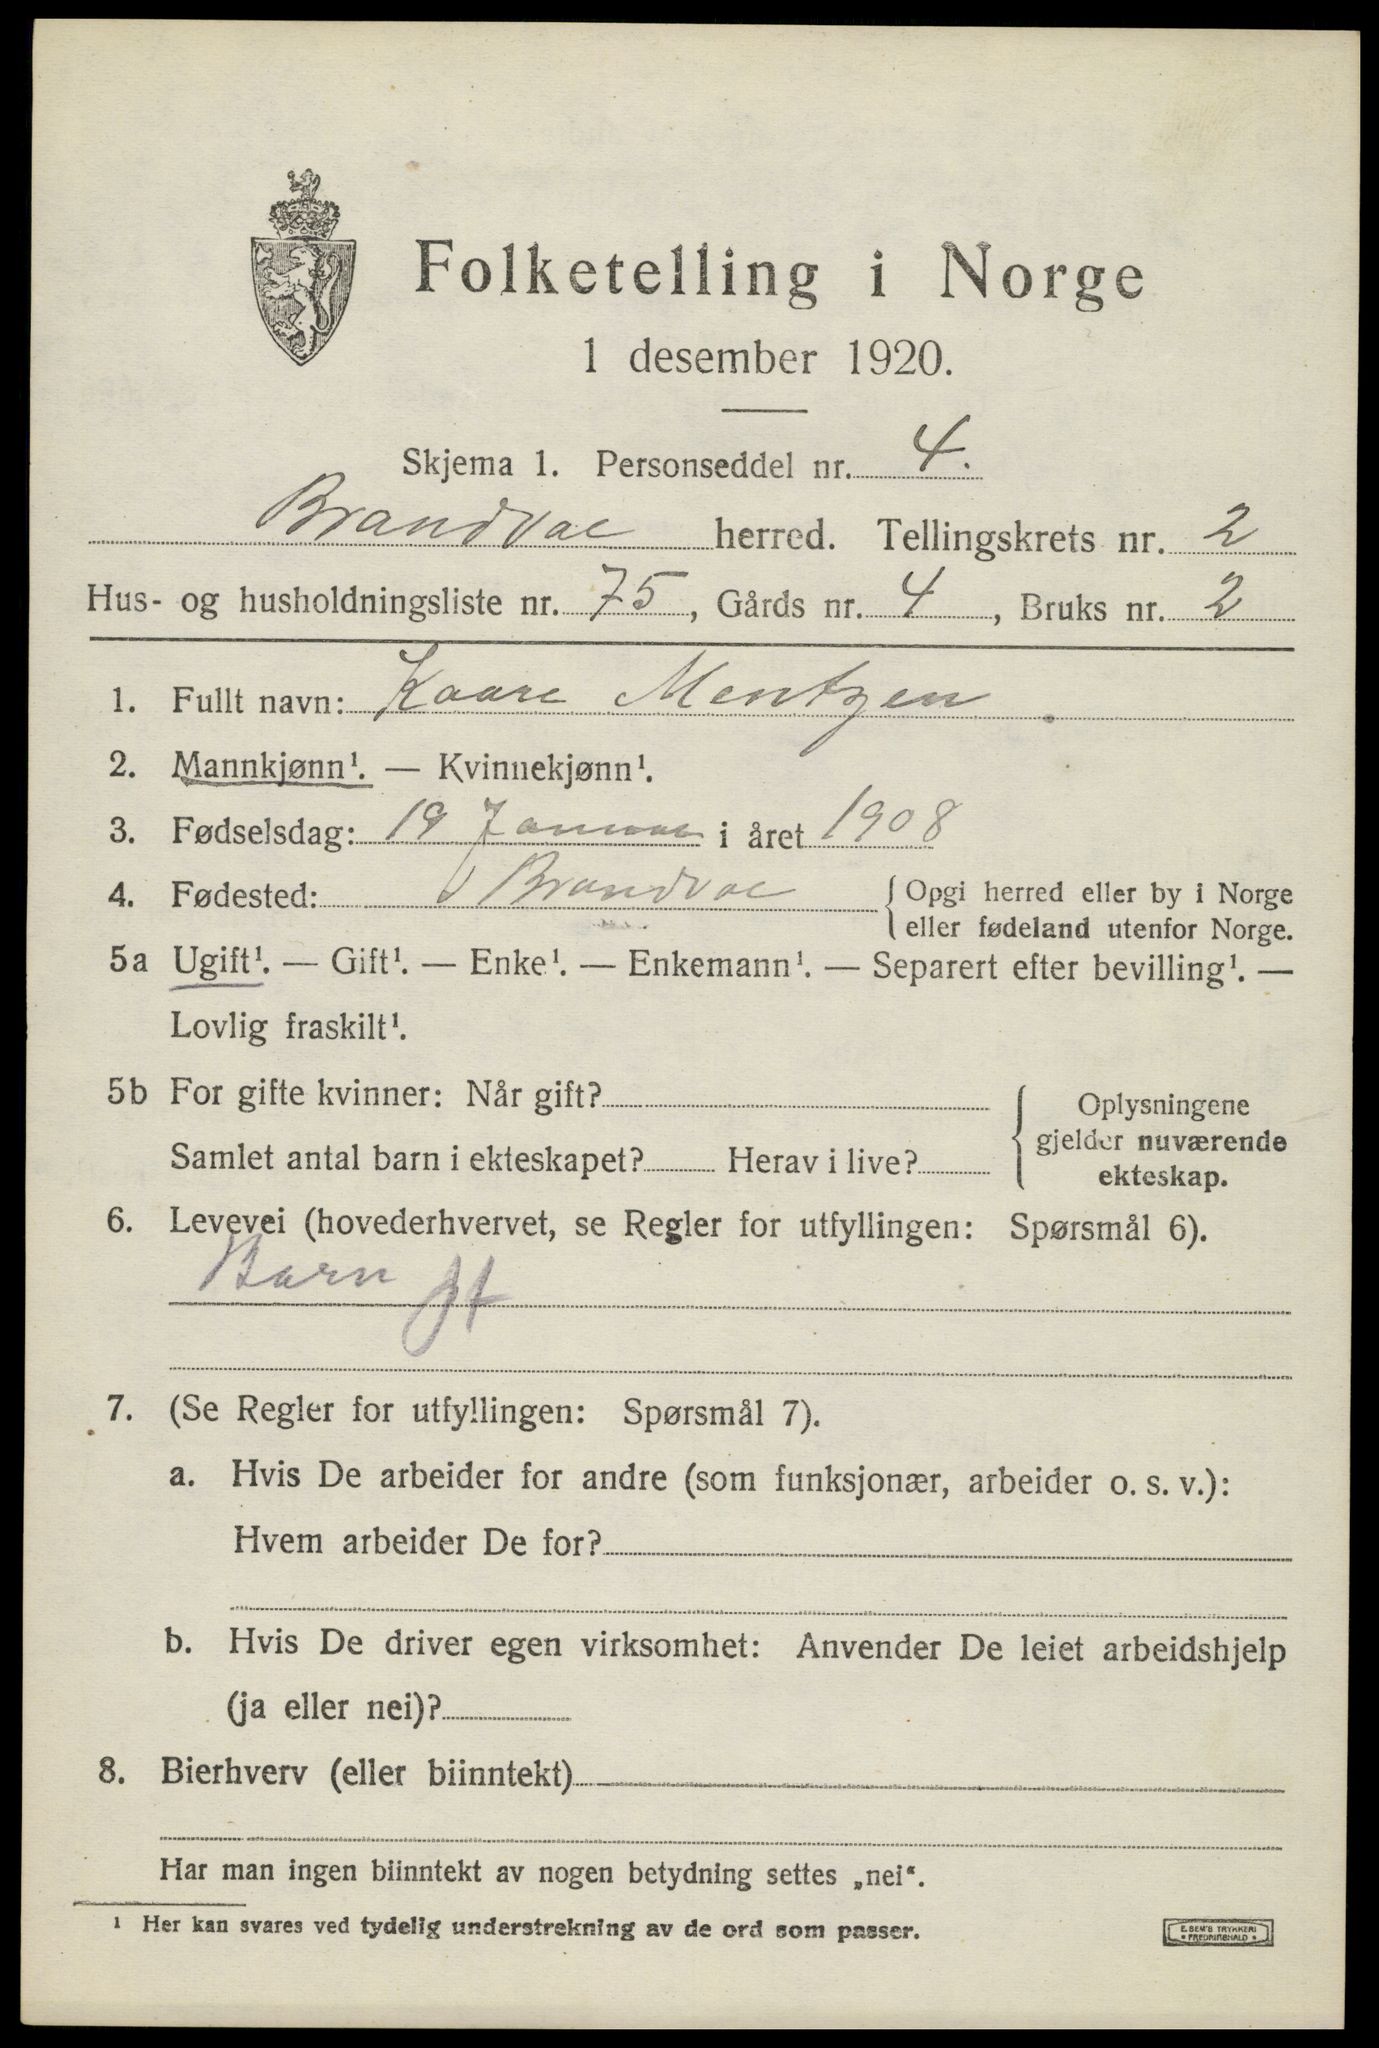 Folketelling i Norge
1 desember 1920.
Skjema 1. Personseddel nr. 4.
Brandval herred. Tellingskrets nr. 2
Hus- og husholdningsliste nr. 75, Gårds nr. 4, Bruks nr. 2
1. Fullt navn: Kaare Mentzen
2. Mannkjønn¹. — Kvinnekjønn¹.
3. Fødselsdag: 19 Januar i året 1908
4. Fødested: Brandval { Opgi herred eller by i Norge
eller fødeland utenfor Norge.
5a Ugift¹. — Gift¹. — Enke¹. — Enkemann¹. — Separert efter bevilling¹. —
Lovlig fraskilt¹.
5b For gifte kvinner: Når gift?
Samlet antal barn i ekteskapet? Herav i live?
{ Oplysningene
gjelder nuværende
ekteskap.
6. Levevei (hovederhvervet, se Regler for utfyllingen: Spørsmål 6).
Barn
7. (Se Regler for utfyllingen: Spørsmål 7).
a. Hvis De arbeider for andre (som funksjonær, arbeider o. s. v.):
Hvem arbeider De for?
b. Hvis De driver egen virksomhet: Anvender De leiet arbeidshjelp
(ja eller nei)?
8. Bierhverv (eller biinntekt)
Har man ingen biinntekt av nogen betydning settes „nei“.
¹ Her kan svares ved tydelig understrekning av de ord som passer.
E. SEM'S TRYKKERI
• FREDRIKSHALD •